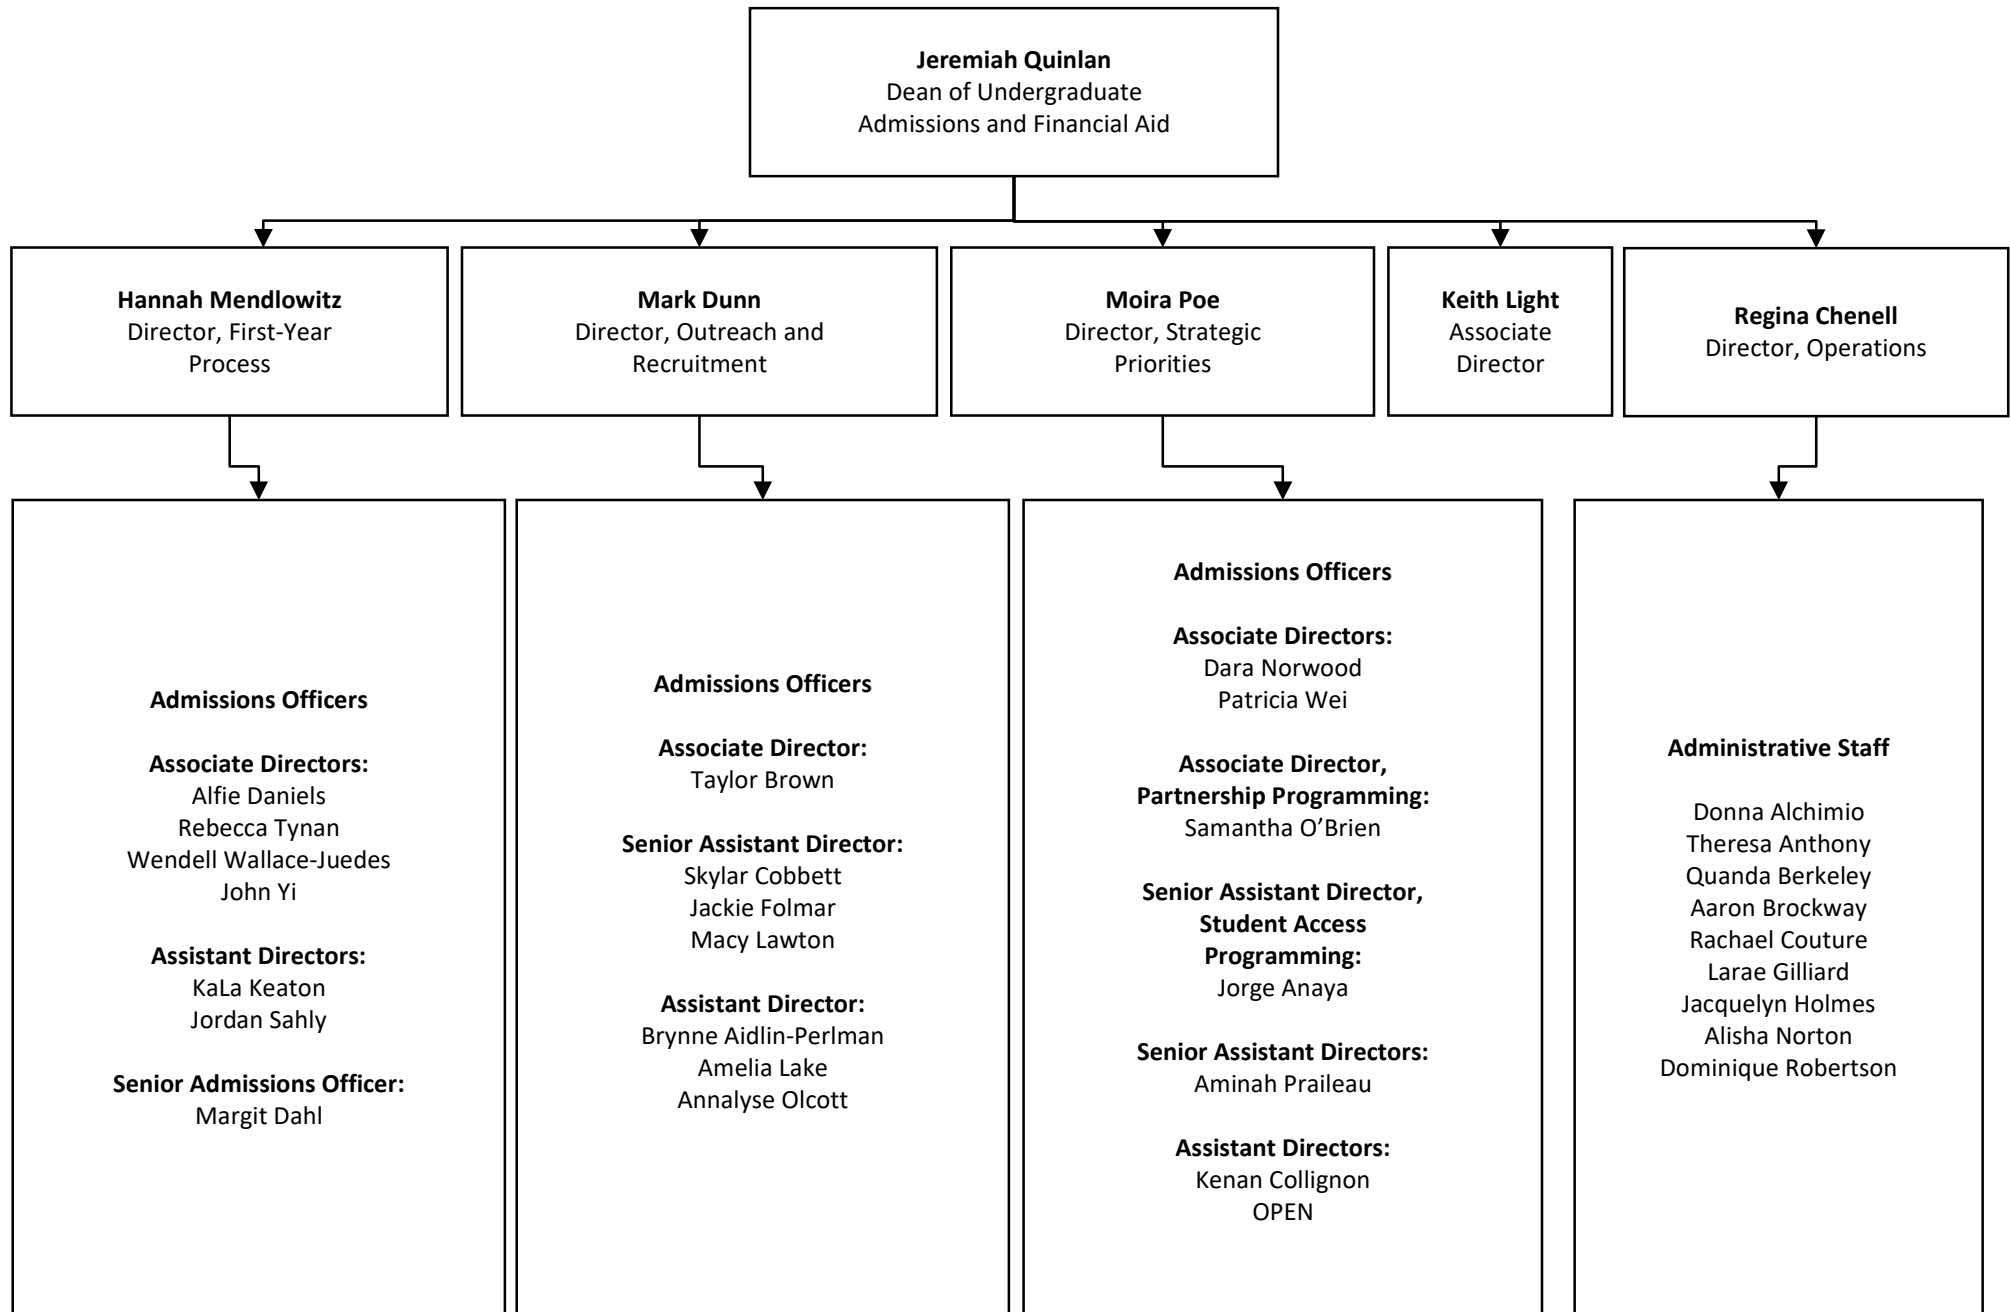 Jeremiah Quinlan
Dean of Undergraduate
Admissions and Financial Aid
Hannah Mendlowitz
Director, First-Year
Process
Mark Dunn
Director, Outreach and
Recruitment
Moira Poe
Director, Strategic
Priorities
Keith Light
Associate
Director
Regina Chenell
Director, Operations
Admissions Officers
Associate Directors:
Alfie Daniels
Rebecca Tynan
Wendell Wallace-Juedes
John Yi
Assistant Directors:
KaLa Keaton
Jordan Sahly
Senior Admissions Officer:
Margit Dahl
Admissions Officers
Associate Director:
Taylor Brown
Senior Assistant Director:
Skylar Cobbett
Jackie Folmar
Macy Lawton
Assistant Director:
Brynne Aidlin-Perlman
Amelia Lake
Annalyse Olcott
Admissions Officers
Associate Directors:
Dara Norwood
Patricia Wei
Associate Director,
Partnership Programming:
Samantha O’Brien
Senior Assistant Director,
Student Access
Programming:
Jorge Anaya
Senior Assistant Directors:
Aminah Praileau
Assistant Directors:
Kenan Collignon
OPEN
Administrative Staff
Donna Alchimio
Theresa Anthony
Quanda Berkeley
Aaron Brockway
Rachael Couture
Larae Gilliard
Jacquelyn Holmes
Alisha Norton
Dominique Robertson